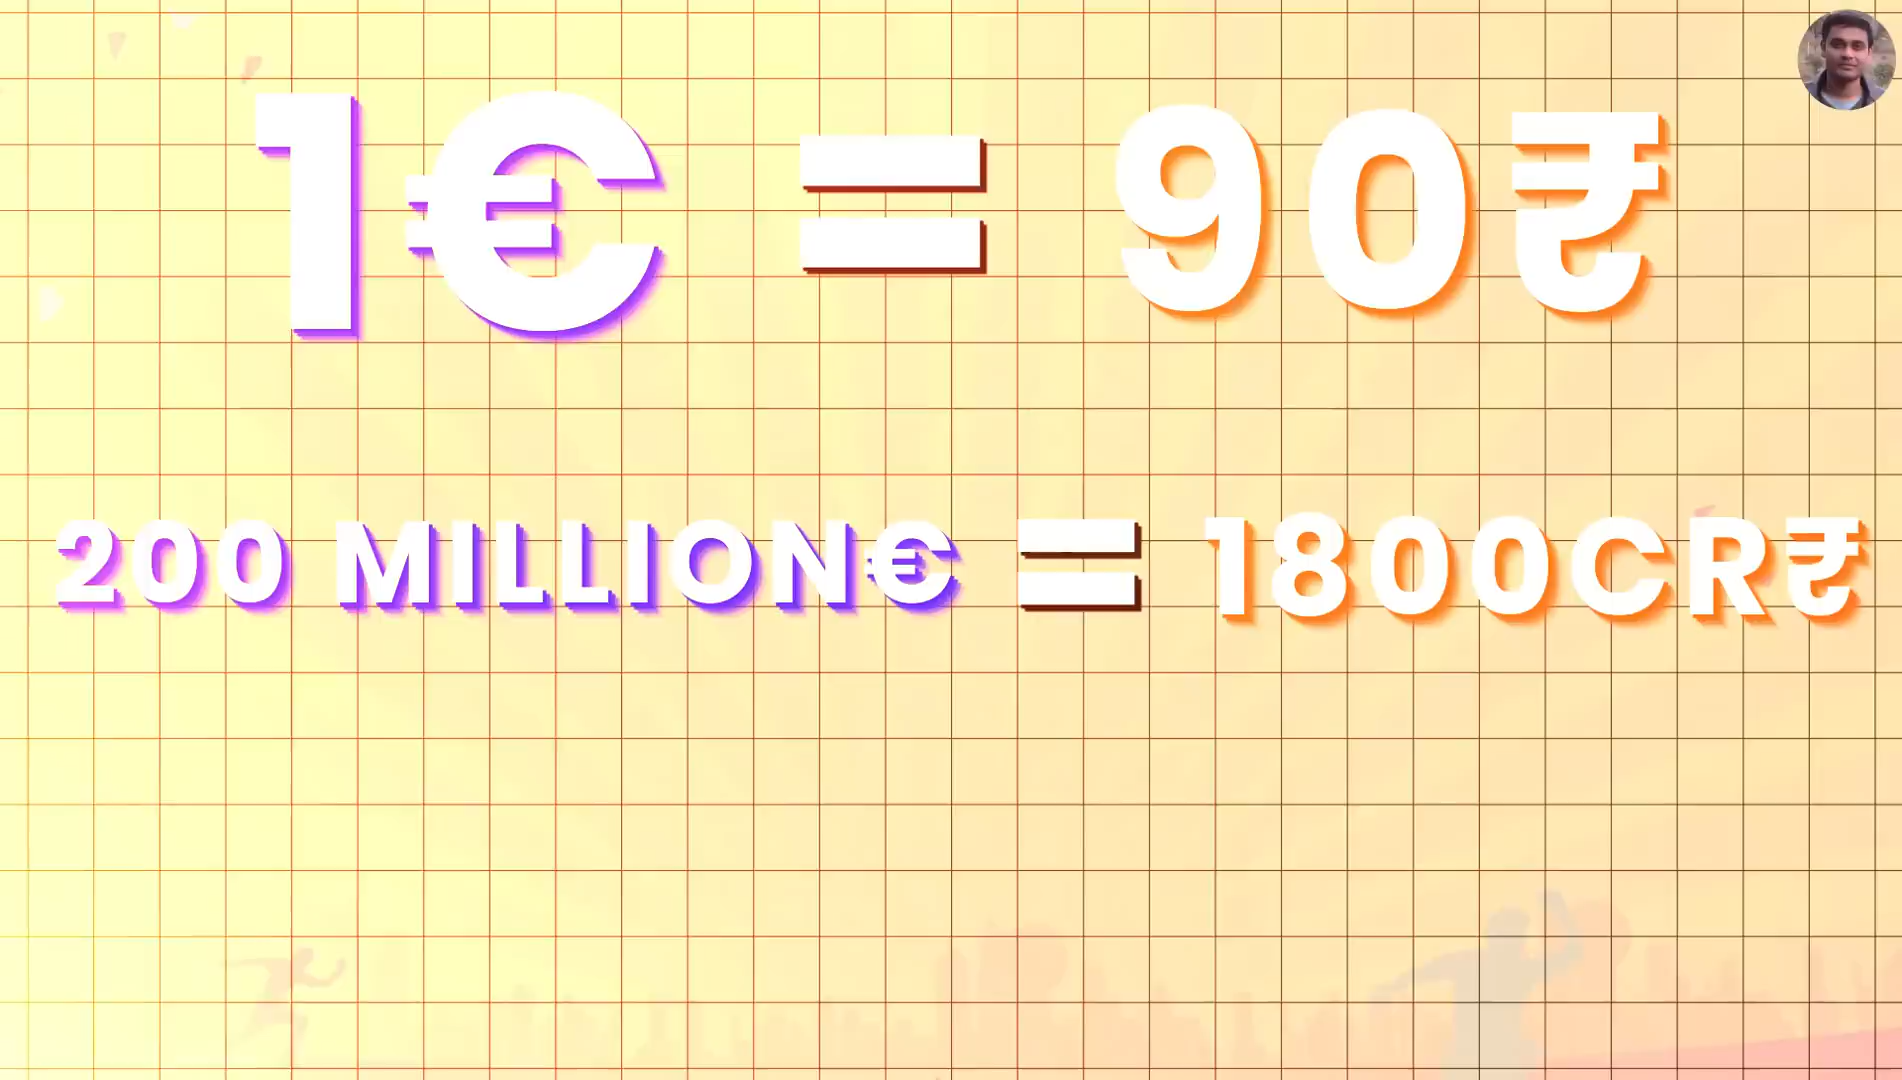 1€ = 90₹
200 MILLION€ = 1800CR₹